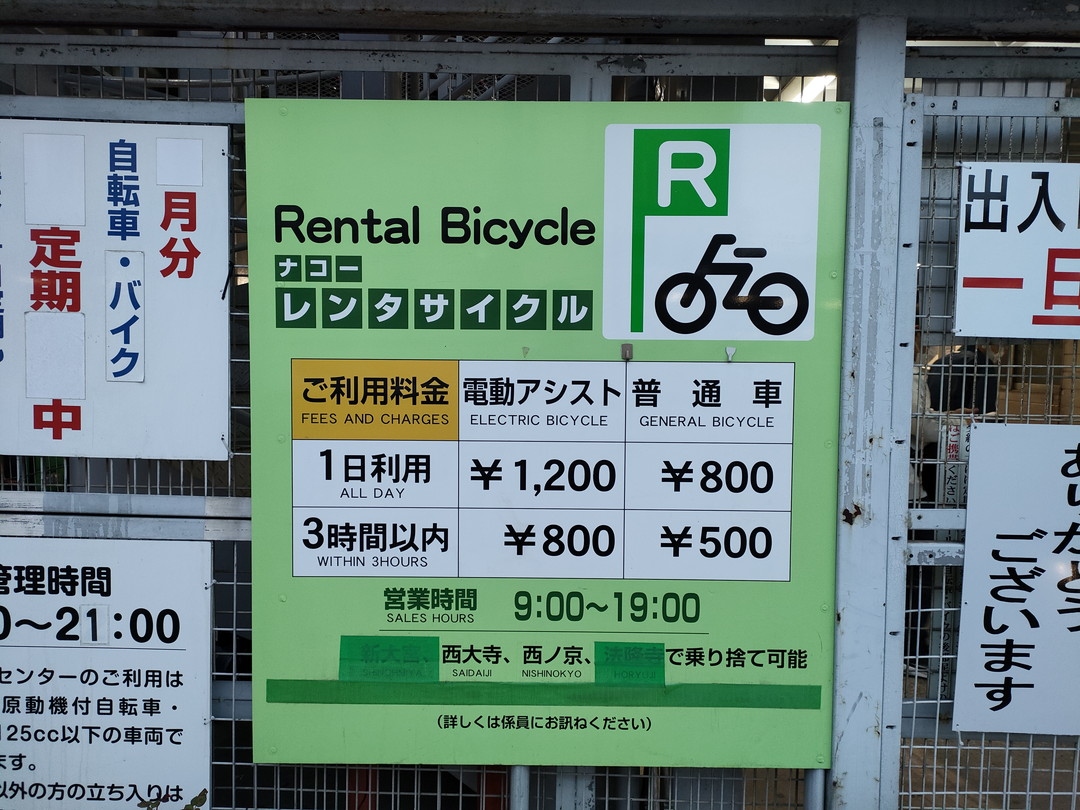 月分
自転車・バイク
定期
中
管理時間
0～21:00
センターのご利用は
原動機付自転車・
125cc以下の車両で
ます。
以外の方の立ち入りは
R
Rental Bicycle
ナコー
レンタサイクル
ご利用料金 電動アシスト 普通車
FEES AND CHARGES ELECTRIC BICYCLE GENERAL BICYCLE
1日利用 ¥1,200 ¥800
ALL DAY
3時間以内 ¥800 ¥500
WITHIN 3HOURS
営業時間 9:00～19:00
SALES HOURS
新大宮、西大寺、西ノ京、法隆寺で乗り捨て可能
SAIDAIJI NISHINOKYO HORYUJI
(詳しくは係員にお訊ねください)
出入
一旦
ありがとう
ございます